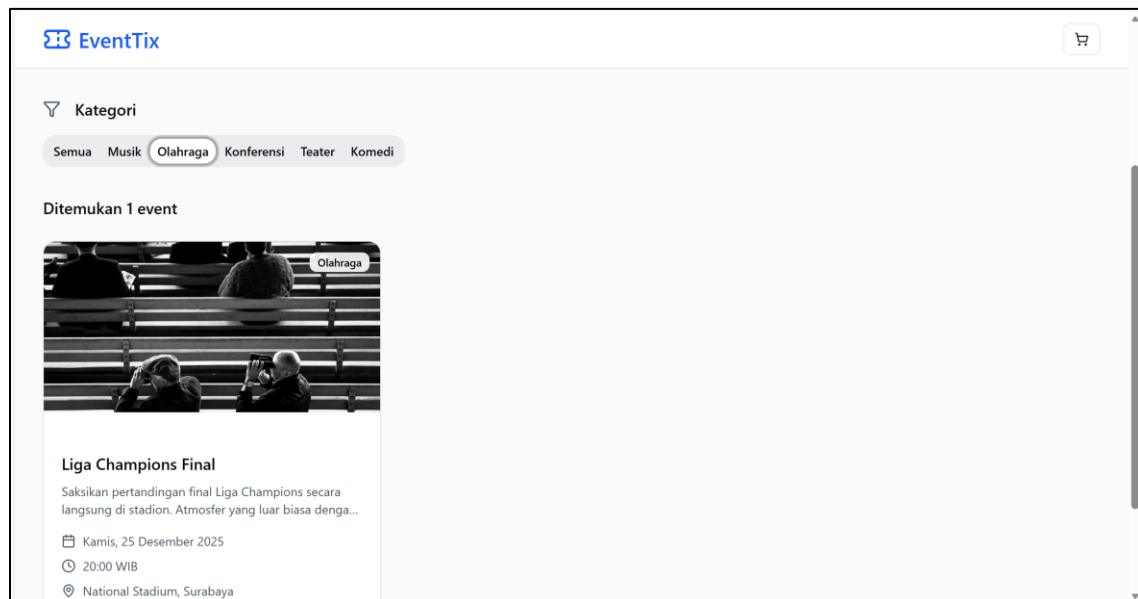 EventTix
Kategori
Semua Musik Olahraga Konferensi Teater Komedi
Ditemukan 1 event
Olahraga
Liga Champions Final
Saksikan pertandingan final Liga Champions secara
langsung di stadion. Atmosfer yang luar biasa denga...
Kamis, 25 Desember 2025
20:00 WIB
National Stadium, Surabaya